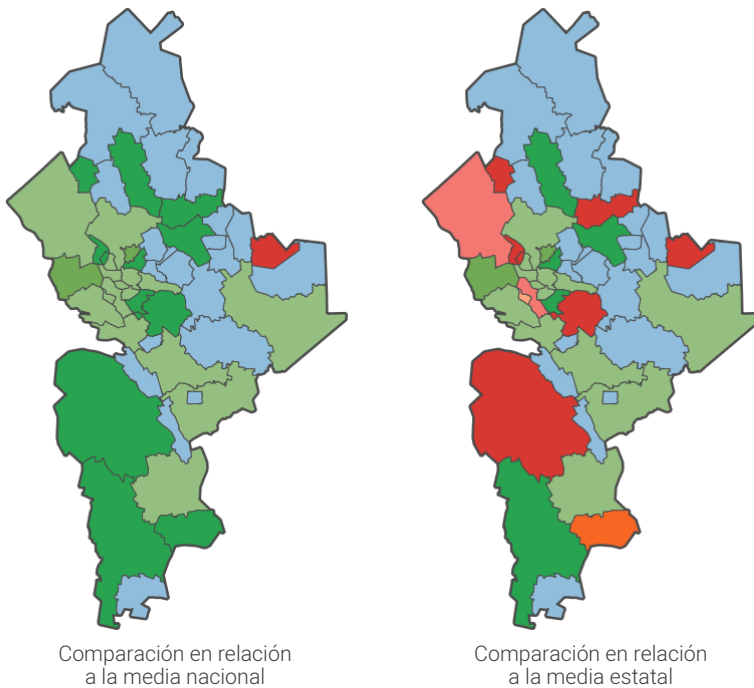 Comparación en relación
a la media nacional
Comparación en relación
a la media estatal